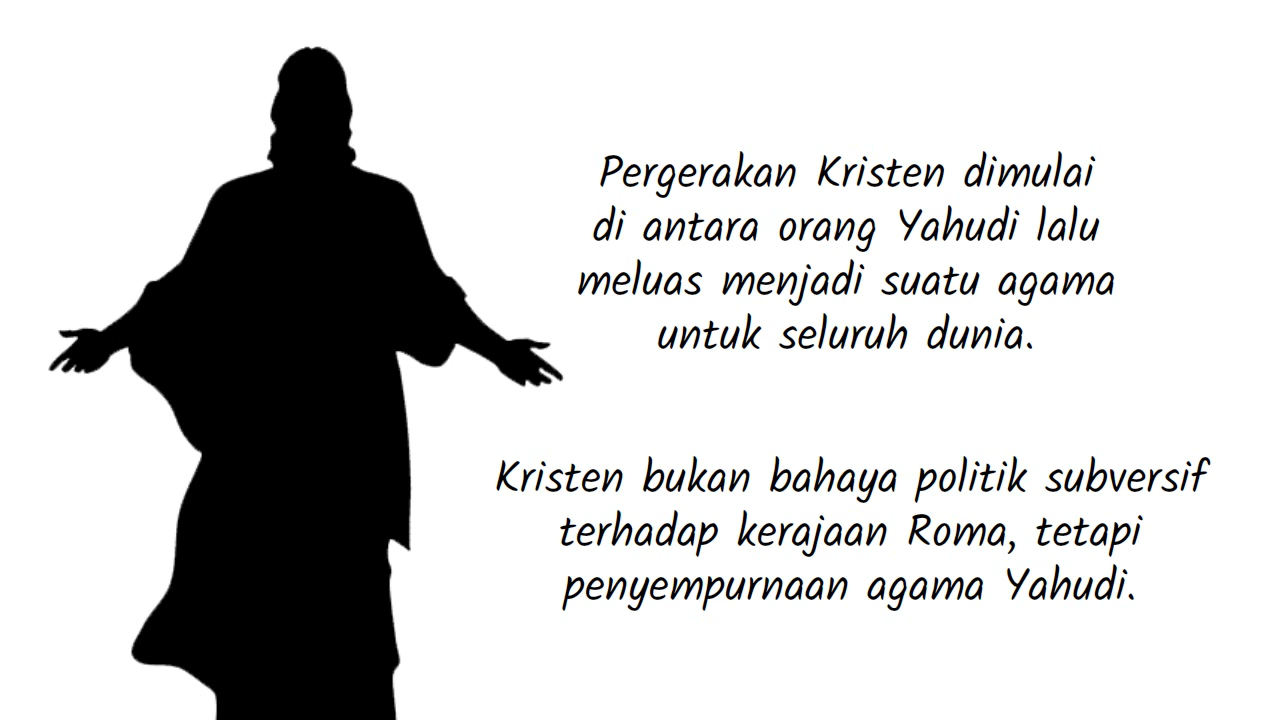 Pergerakan Kristen dimulai
di antara orang Yahudi lalu
meluas menjadi suatu agama
untuk seluruh dunia.
Kristen bukan bahaya politik subversif
terhadap kerajaan Roma, tetapi
penyempurnaan agama Yahudi.